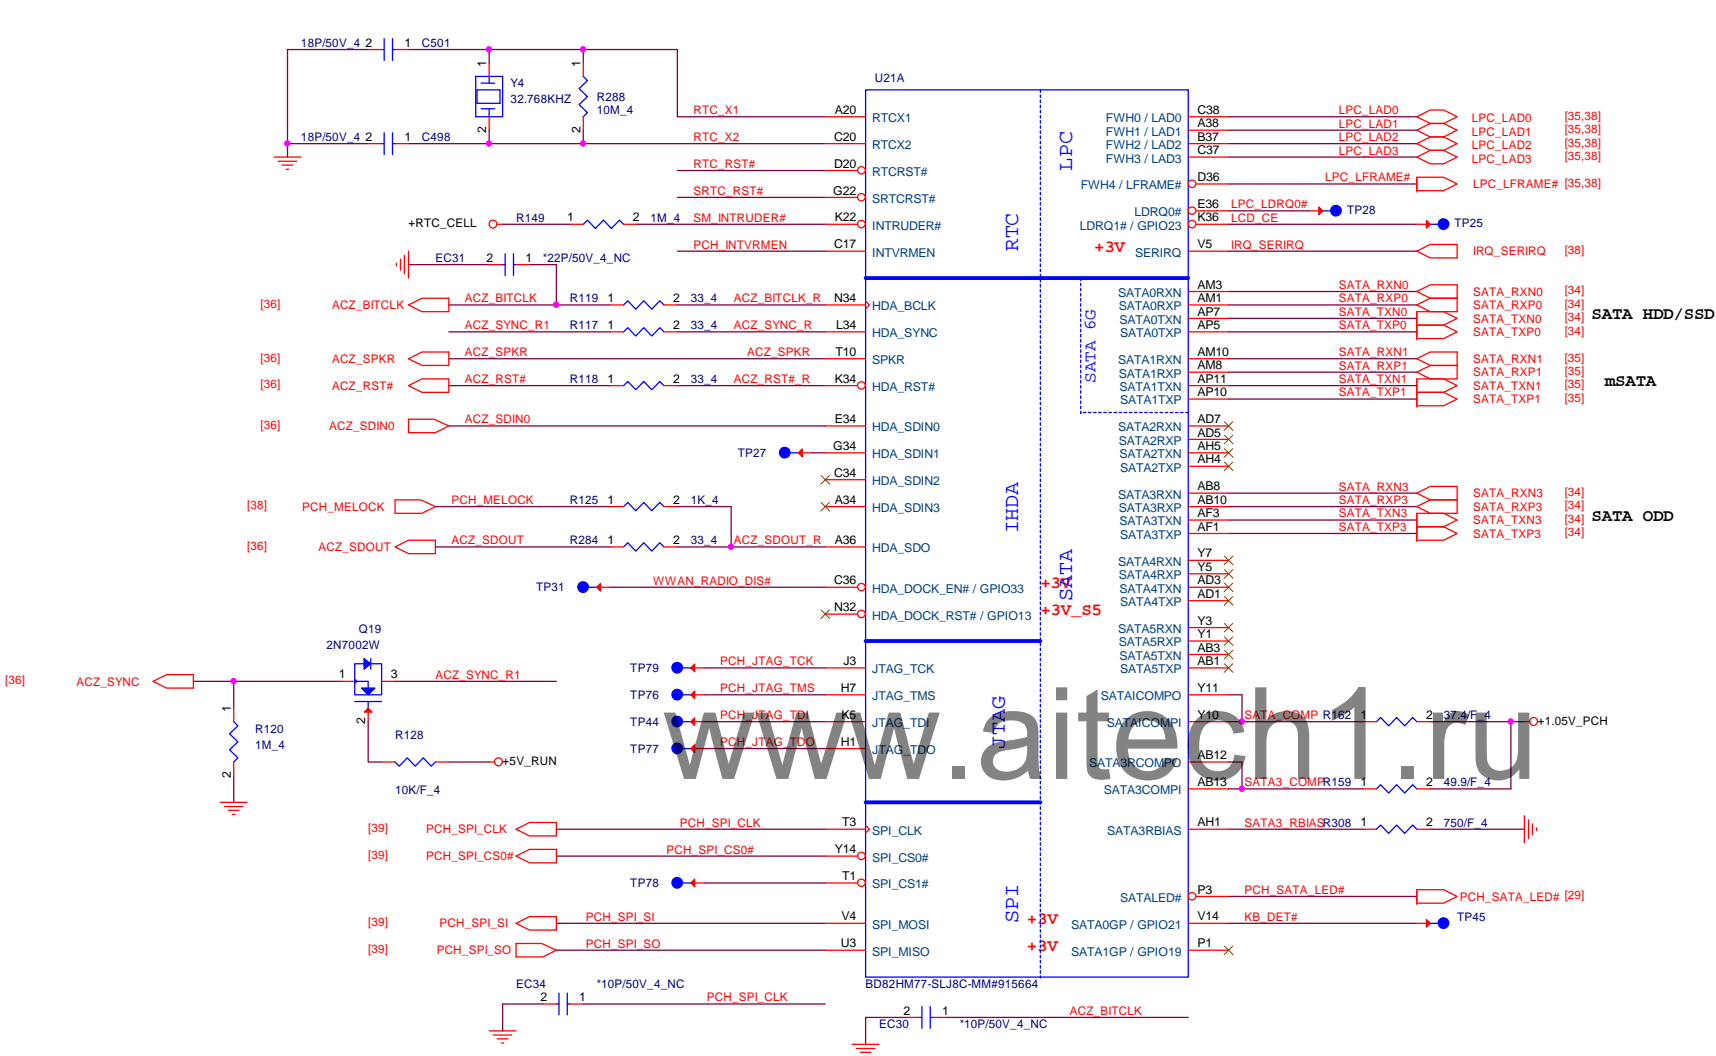 18P/50V_4 2 1 C501
1 Y4 32.768KHZ 2
1 R288 10M_4 2
18P/50V_4 2 1 C498
U21A
RTC_X1 A20 RTCX1
RTC_X2 C20 RTCX2
RTC_RST# D20 RTCRST#
SRTC_RST# G22 SRTCRST#
+RTC_CELL R149 1 2 1M_4 SM_INTRUDER# K22 INTRUDER#
PCH_INTVRMEN C17 INTVRMEN
RTC
EC31 2 1 *22P/50V_4_NC
[36] ACZ_BITCLK ACZ_BITCLK R119 1 2 33_4 ACZ_BITCLK_R N34 HDA_BCLK
ACZ_SYNC_R1 R117 1 2 33_4 ACZ_SYNC_R L34 HDA_SYNC
[36] ACZ_SPKR ACZ_SPKR ACZ_SPKR T10 SPKR
[36] ACZ_RST# ACZ_RST# R118 1 2 33_4 ACZ_RST#_R K34 HDA_RST#
[36] ACZ_SDIN0 ACZ_SDIN0 E34 HDA_SDIN0
TP27 G34 HDA_SDIN1
C34 HDA_SDIN2
A34 HDA_SDIN3
[38] PCH_MELOCK PCH_MELOCK R125 1 2 1K_4
[36] ACZ_SDOUT ACZ_SDOUT R284 1 2 33_4 ACZ_SDOUT_R A36 HDA_SDO
IHDA
TP31 WWAN_RADIO_DIS# C36 HDA_DOCK_EN# / GPIO33 +3V
N32 HDA_DOCK_RST# / GPIO13 +3V_S5
Q19
2N7002W
[36] ACZ_SYNC 1 3 ACZ_SYNC_R1
2
1 R120 1M_4 2
R128
+5V_RUN
10K/F_4
TP79 PCH_JTAG_TCK J3 JTAG_TCK
TP76 PCH_JTAG_TMS H7 JTAG_TMS
TP44 PCH_JTAG_TDI K5 JTAG_TDI
TP77 PCH_JTAG_TDO H1 JTAG_TDO
JTAG
[39] PCH_SPI_CLK PCH_SPI_CLK T3 SPI_CLK
[39] PCH_SPI_CS0# PCH_SPI_CS0# Y14 SPI_CS0#
TP78 T1 SPI_CS1#
SPI
[39] PCH_SPI_SI PCH_SPI_SI V4 SPI_MOSI +3V
[39] PCH_SPI_SO PCH_SPI_SO U3 SPI_MISO +3V
LPC
FWH0 / LAD0 C38 LPC_LAD0 LPC_LAD0 [35,38]
FWH1 / LAD1 A38 LPC_LAD1 LPC_LAD1 [35,38]
FWH2 / LAD2 B37 LPC_LAD2 LPC_LAD2 [35,38]
FWH3 / LAD3 C37 LPC_LAD3 LPC_LAD3 [35,38]
FWH4 / LFRAME# D36 LPC_LFRAME# LPC_LFRAME# [35,38]
LDRQ0# E36 LPC_LDRQ0# TP28
LDRQ1# / GPIO23 K36 LCD_CE TP25
+3V SERIRQ V5 IRQ_SERIRQ IRQ_SERIRQ [38]
SATA 6G
SATA0RXN AM3 SATA_RXN0 SATA_RXN0 [34]
SATA0RXP AM1 SATA_RXP0 SATA_RXP0 [34]
SATA0TXN AP7 SATA_TXN0 SATA_TXN0 [34]
SATA0TXP AP5 SATA_TXP0 SATA_TXP0 [34]
SATA HDD/SSD
SATA1RXN AM10 SATA_RXN1 SATA_RXN1 [35]
SATA1RXP AM8 SATA_RXP1 SATA_RXP1 [35]
SATA1TXN AP11 SATA_TXN1 SATA_TXN1 [35]
SATA1TXP AP10 SATA_TXP1 SATA_TXP1 [35]
mSATA
SATA2RXN AD7
SATA2RXP AD5
SATA2TXN AH5
SATA2TXP AH4
SATA3RXN AB8 SATA_RXN3 SATA_RXN3 [34]
SATA3RXP AB10 SATA_RXP3 SATA_RXP3 [34]
SATA3TXN AF3 SATA_TXN3 SATA_TXN3 [34]
SATA3TXP AF1 SATA_TXP3 SATA_TXP3 [34]
SATA ODD
SATA
SATA4RXN Y7
SATA4RXP Y5
SATA4TXN AD3
SATA4TXP AD1
SATA5RXN Y3
SATA5RXP Y1
SATA5TXN AB3
SATA5TXP AB1
SATAICOMPO Y11
SATAICOMPI Y10 SATA_COMP R162 1 2 37.4/F_4 +1.05V_PCH
SATA3RCOMPO AB12
SATA3COMPI AB13 SATA3_COMP R159 1 2 49.9/F_4
SATA3RBIAS AH1 SATA3_RBIAS R308 1 2 750/F_4
SATALED# P3 PCH_SATA_LED# PCH_SATA_LED# [29]
SATA0GP / GPIO21 V14 KB_DET# TP45
SATA1GP / GPIO19 P1
BD82HM77-SLJ8C-MM#915664
EC34 2 1 *10P/50V_4_NC PCH_SPI_CLK
EC30 2 1 *10P/50V_4_NC ACZ_BITCLK
www.aitech1.ru